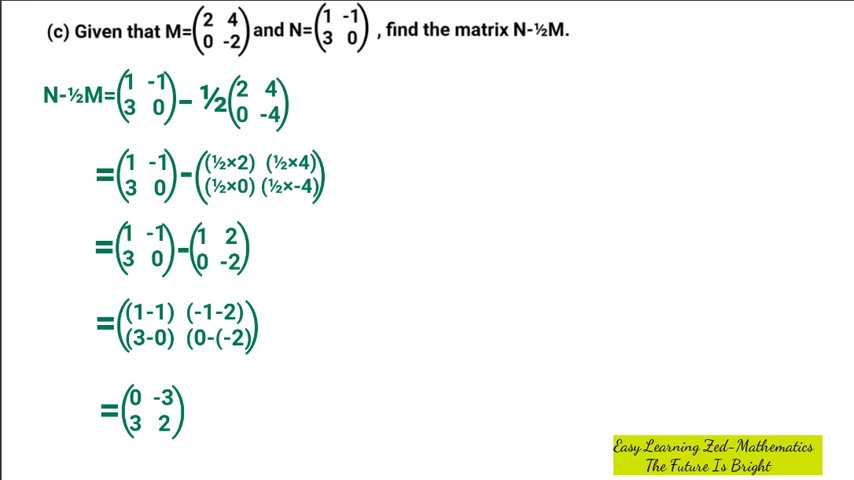 (c) Given that M=(2 4 and N=(1 -1 , find the matrix N-½M.
0 -2) 3 0)
N-½M=(1 -1 - ½(2 4
3 0) 0 -4)
=(1 -1 -((½×2) (½×4)
3 0) (½×0) (½×-4))
=(1 -1 -(1 2
3 0) 0 -2)
=((1-1) (-1-2)
(3-0) (0-(-2))
=(0 -3
3 2)
Easy Learning Zed-Mathematics
The Future Is Bright